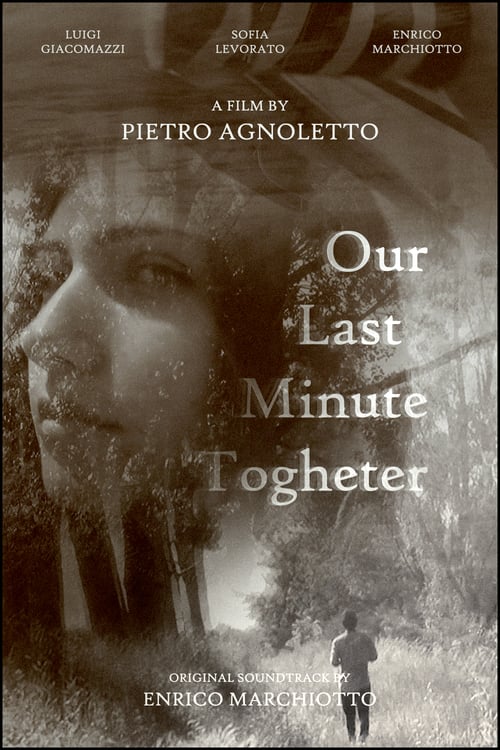 LUIGI GIACOMAZZI
SOFIA LEVORATO
ENRICO MARCHIOTTO
A FILM BY
PIETRO AGNOLETTO
Our
Last
Minute
Togheter
ORIGINAL SOUNDTRACK BY
ENRICO MARCHIOTTO